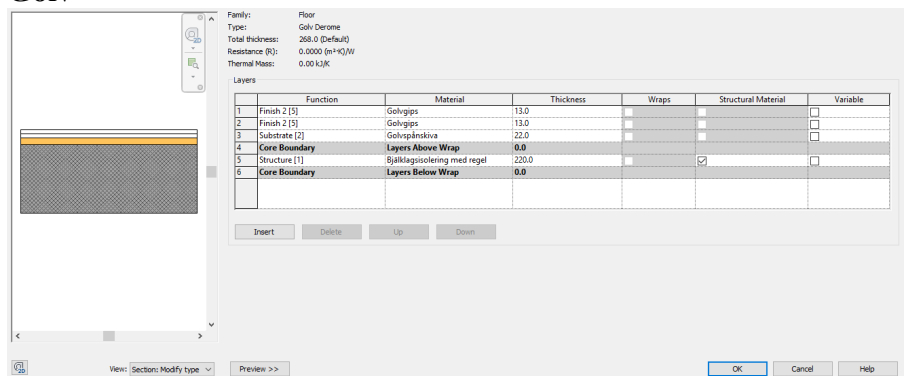 Golv
Family: Floor
Type: Golv Derome
Total thickness: 268.0 (Default)
Resistance (R): 0.0000 (m²·K)/W
Thermal Mass: 0.00 kJ/K
Layers
Function Material Thickness Wraps Structural Material Variable
1 Finish 2 [5] Golvgips 13.0
2 Finish 2 [5] Golvgips 13.0
3 Substrate [2] Golvspånskiva 22.0
4 Core Boundary Layers Above Wrap 0.0
5 Structure [1] Bjälklagsisolering med regel 220.0
6 Core Boundary Layers Below Wrap 0.0
Insert Delete Up Down
View: Section: Modify type Preview >> OK Cancel Help